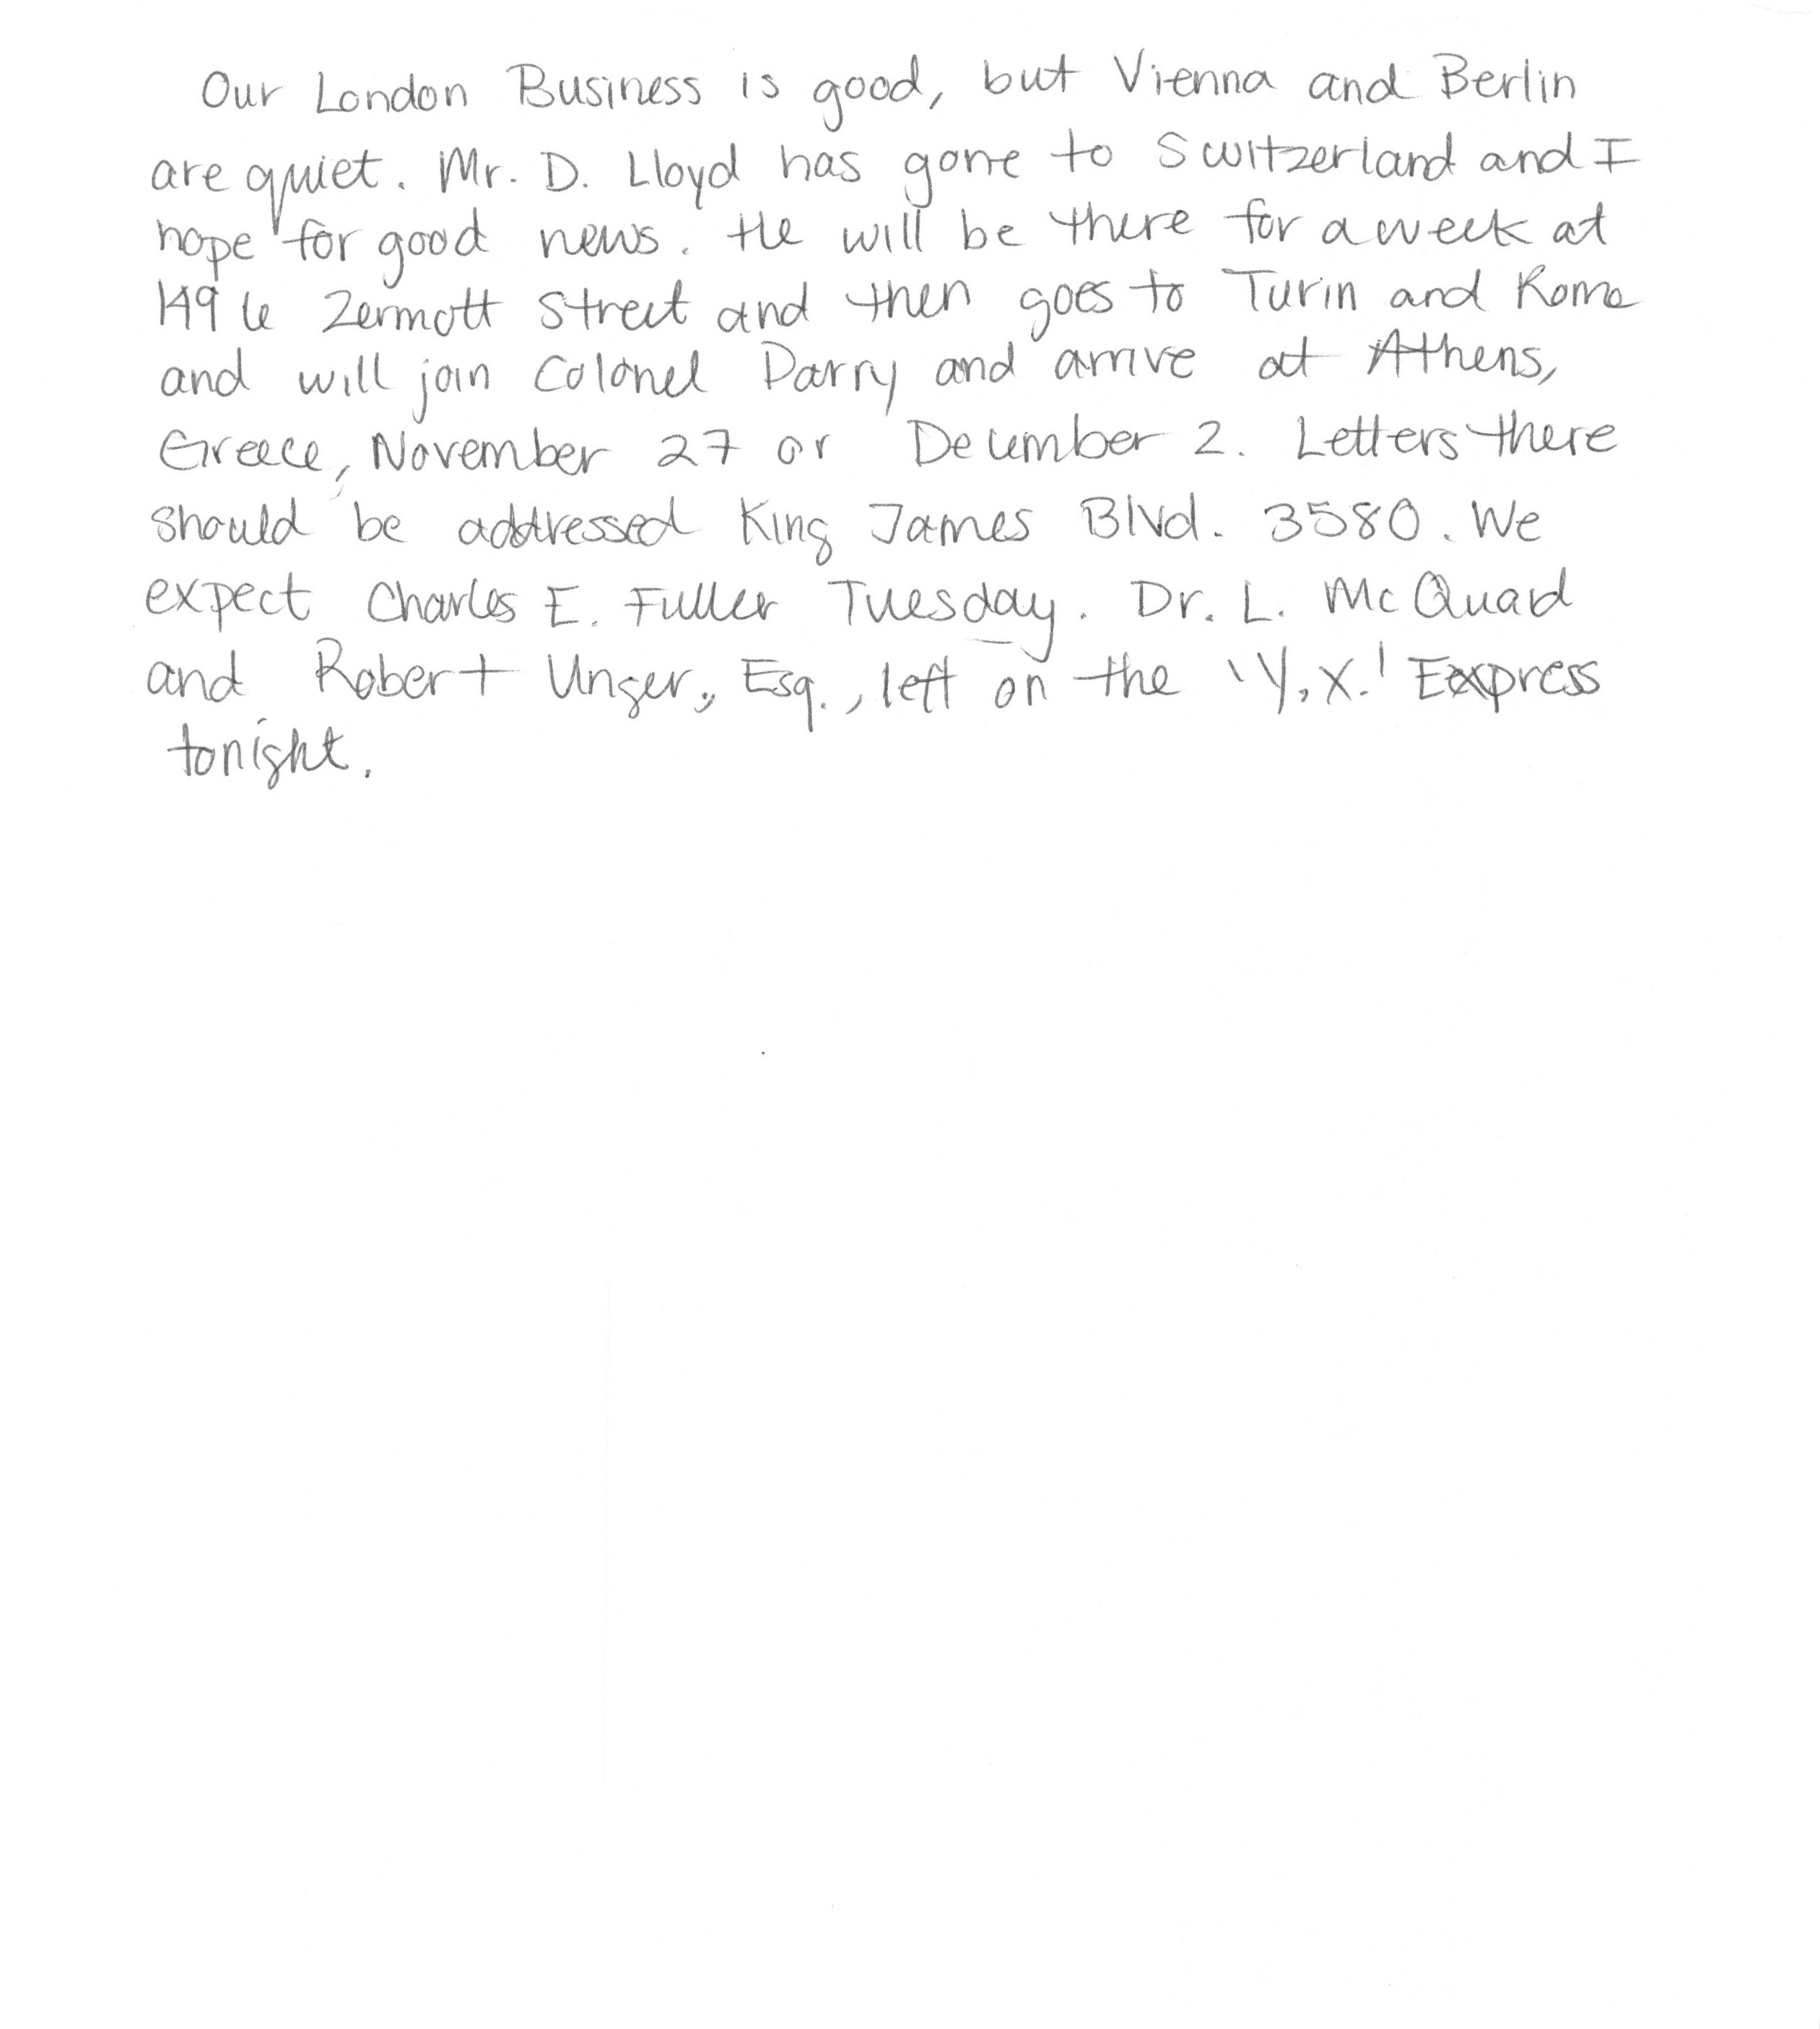 Our London Business is good, but Vienna and Berlin
are quiet. Mr. D. Lloyd has gone to Switzerland and I
hope for good news. He will be there for a week at
1496 Zermott Street and then goes to Turin and Rome
and will join Colonel Parry and arrive at Athens,
Greece, November 27 or December 2. Letters there
should be addressed King James Blvd. 3580. We
expect Charles E. Fuller Tuesday. Dr. L. McQuaid
and Robert Unger, Esq., left on the 'Y.X.' Express
tonight.